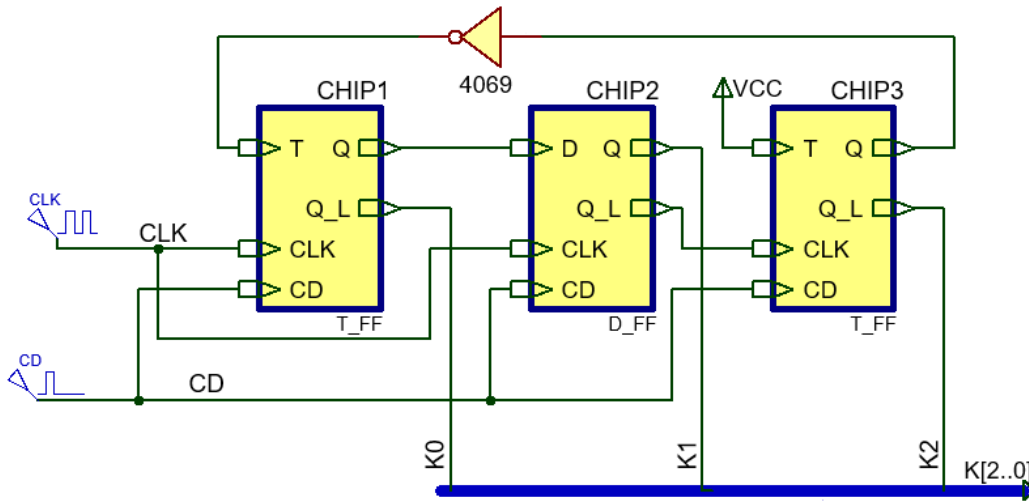 4069
CHIP1
CHIP2
VCC
CHIP3
T
Q
D
Q
T
Q
Q_L
Q_L
Q_L
CLK
CLK
CLK
CLK
CLK
CD
CD
CD
T_FF
D_FF
T_FF
CD
CD
K0
K1
K2
K[2..0]